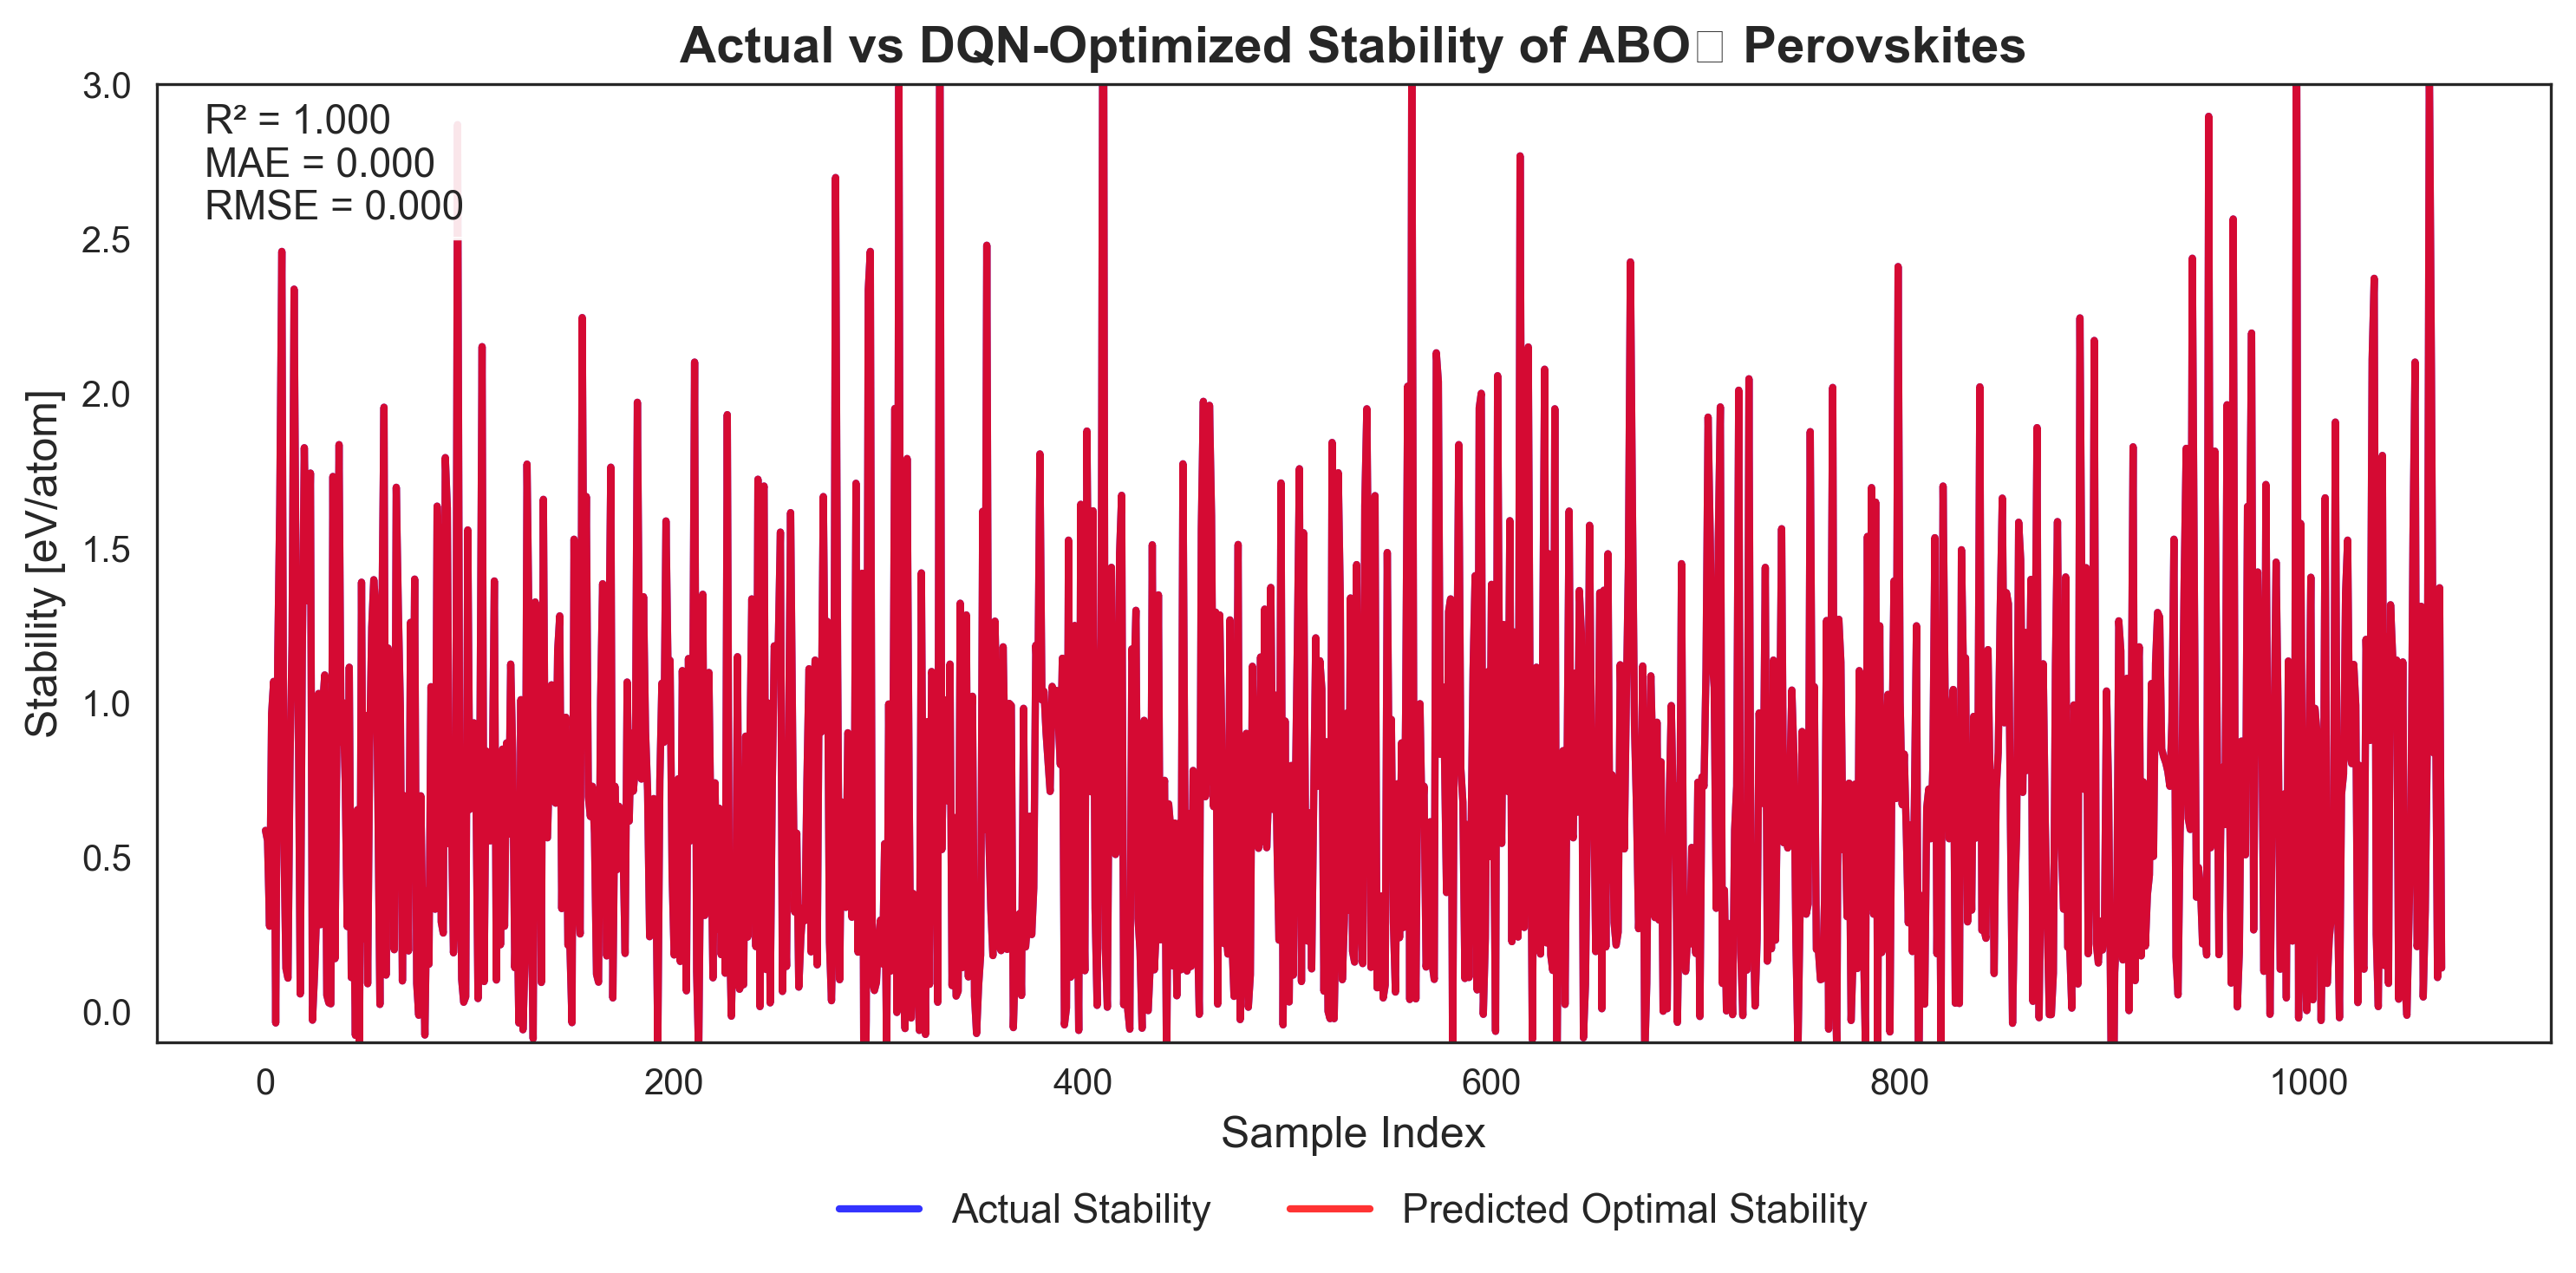 Actual vs DQN-Optimized Stability of ABO□ Perovskites
3.0
R² = 1.000
MAE = 0.000
RMSE = 0.000
2.5
2.0
1.5
1.0
0.5
0.0
Stability [eV/atom]
0 200 400 600 800 1000
Sample Index
Actual Stability Predicted Optimal Stability